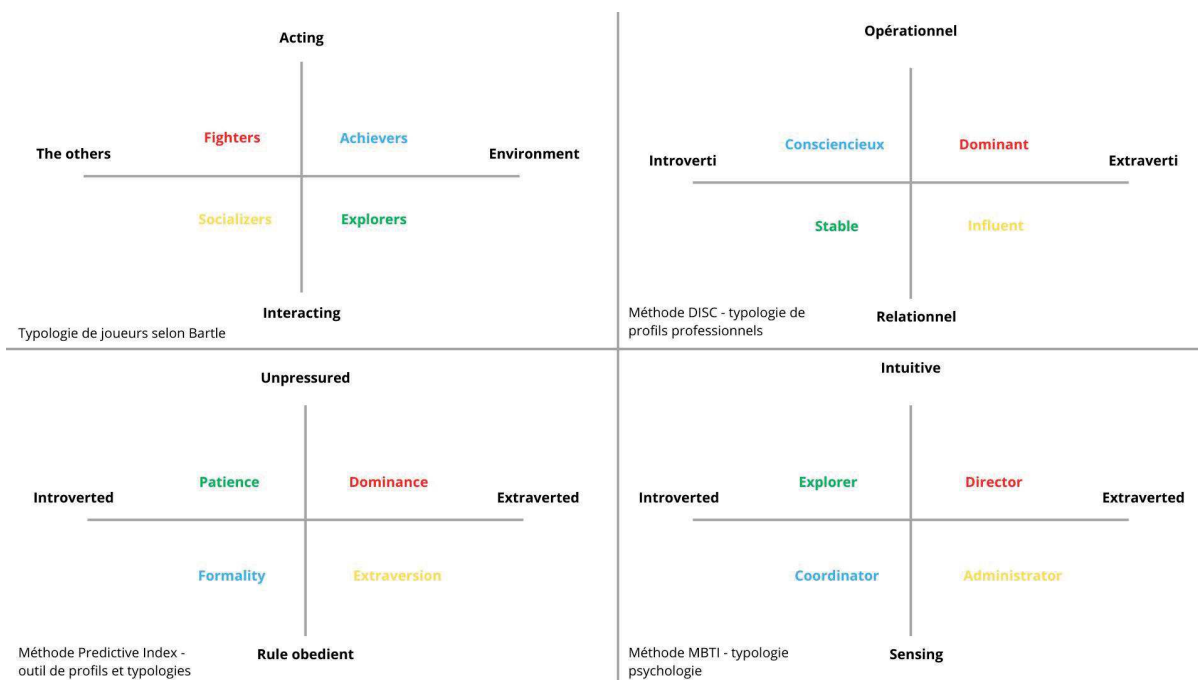 Acting
Fighters
Achievers
The others
Environment
Socializers
Explorers
Interacting
Typologie de joueurs selon Bartle
Opérationnel
Consciencieux
Dominant
Introverti
Extraverti
Stable
Influent
Méthode DISC - typologie de
profils professionnels
Relationnel
Unpressured
Patience
Dominance
Introverted
Extraverted
Formality
Extraversion
Méthode Predictive Index -
outil de profils et typologies
Rule obedient
Intuitive
Explorer
Director
Introverted
Extraverted
Coordinator
Administrator
Méthode MBTI - typologie
psychologie
Sensing